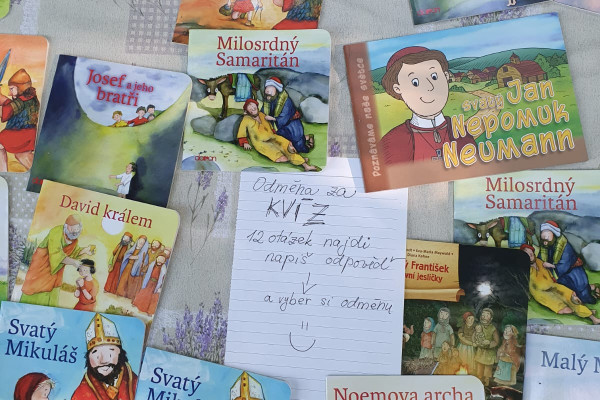 Milosrdný
Samaritán
Josef a jeho
bratři
Poznáváme naše světce
svatý Jan
Nepomuk
Neumann
Odměna za
KVÍZ
12 otázek najdi
napiš odpověď
↓
a vyber si odměnu
David králem
Milosrdný
Samaritán
František
Svatý
Mikuláš
Svatý
Noemova archa
Malý